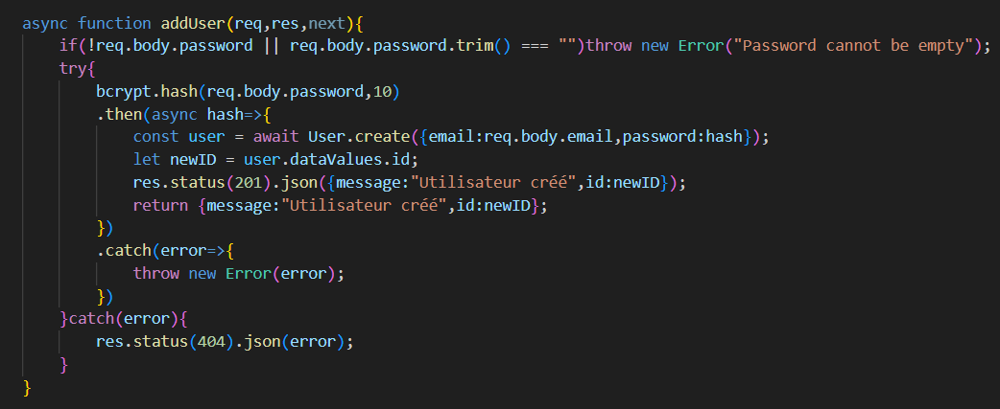 async function addUser(req,res,next){
    if(!req.body.password || req.body.password.trim() === "")throw new Error("Password cannot be empty");
    try{
        bcrypt.hash(req.body.password,10)
        .then(async hash=>{
            const user = await User.create({email:req.body.email,password:hash});
            let newID = user.dataValues.id;
            res.status(201).json({message:"Utilisateur créé",id:newID});
            return {message:"Utilisateur créé",id:newID};
        })
        .catch(error=>{
            throw new Error(error);
        })
    }catch(error){
        res.status(404).json(error);
    }
}